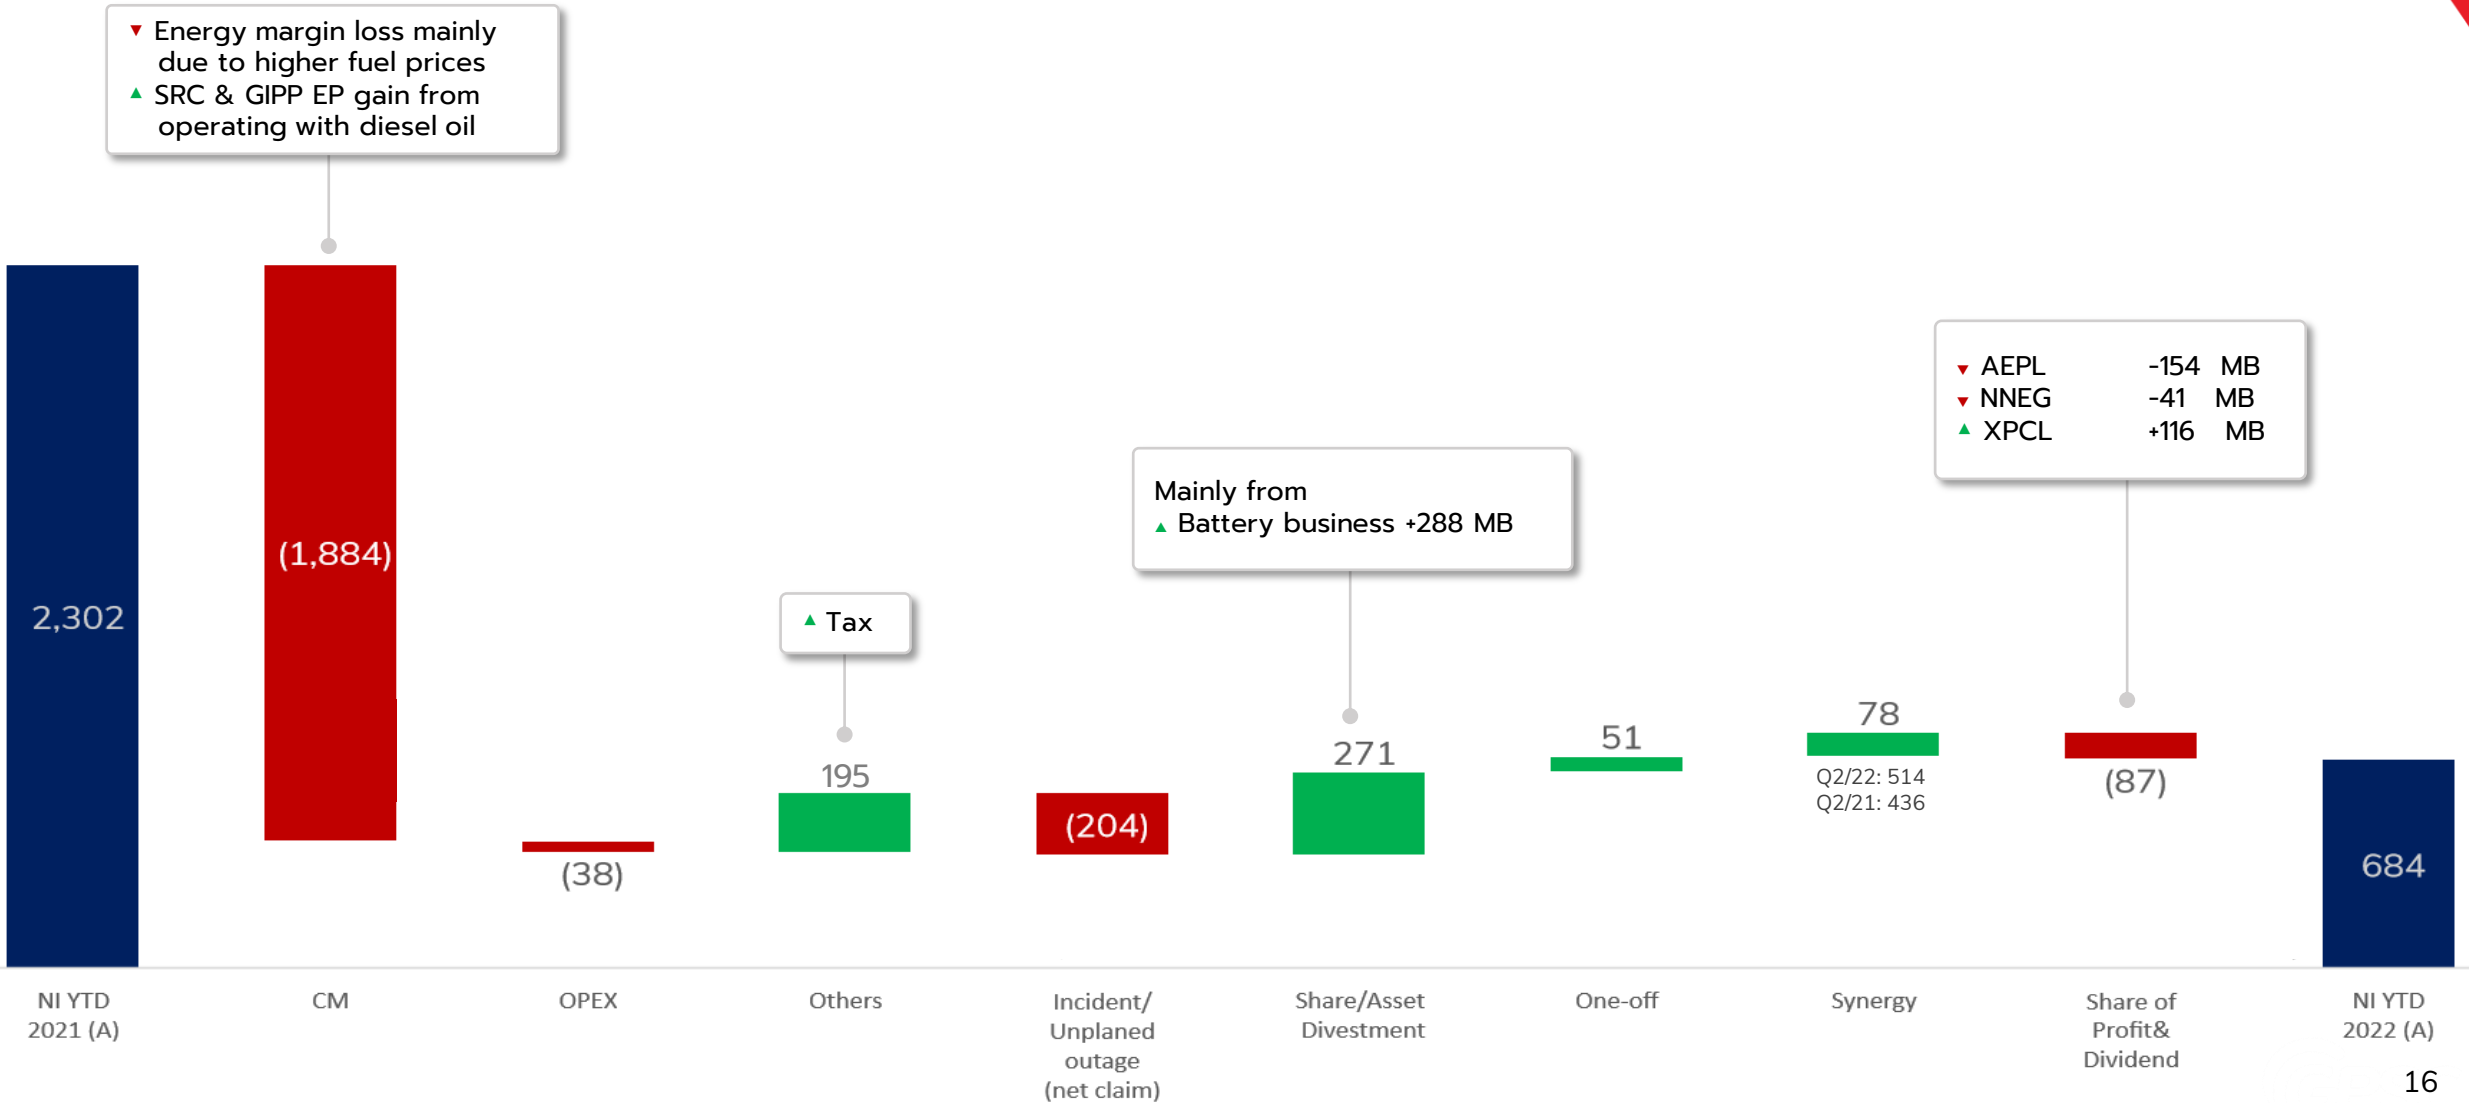 ▼ Energy margin loss mainly
due to higher fuel prices
▲ SRC & GIPP EP gain from
operating with diesel oil
▼ AEPL -154 MB
▼ NNEG -41 MB
▲ XPCL +116 MB
Mainly from
▲ Battery business +288 MB
▲ Tax
2,302
(1,884)
(38)
195
(204)
271
51
78
Q2/22: 514
Q2/21: 436
(87)
684
NI YTD
2021 (A)
CM
OPEX
Others
Incident/
Unplaned
outage
(net claim)
Share/Asset
Divestment
One-off
Synergy
Share of
Profit&
Dividend
NI YTD
2022 (A)
16